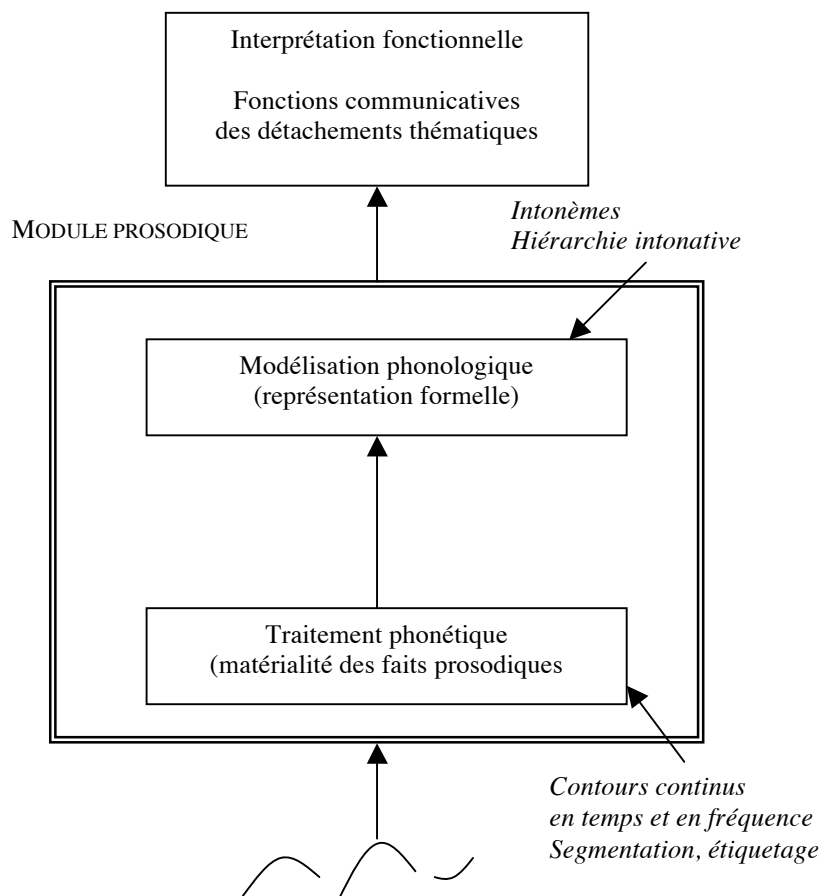 Interprétation fonctionnelle
Fonctions communicatives
des détachements thématiques
MODULE PROSODIQUE
Intonèmes
Hiérarchie intonative
Modélisation phonologique
(représentation formelle)
Traitement phonétique
(matérialité des faits prosodiques
Contours continus
en temps et en fréquence
Segmentation, étiquetage